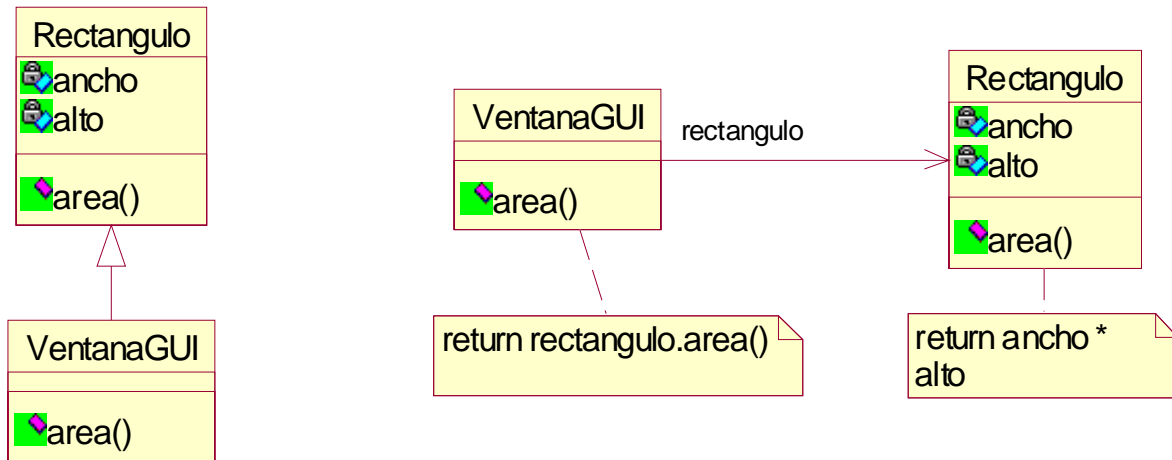 Rectangulo
ancho
alto
area()
VentanaGUI
area()
VentanaGUI
area()
rectangulo
Rectangulo
ancho
alto
area()
return rectangulo.area()
return ancho *
alto